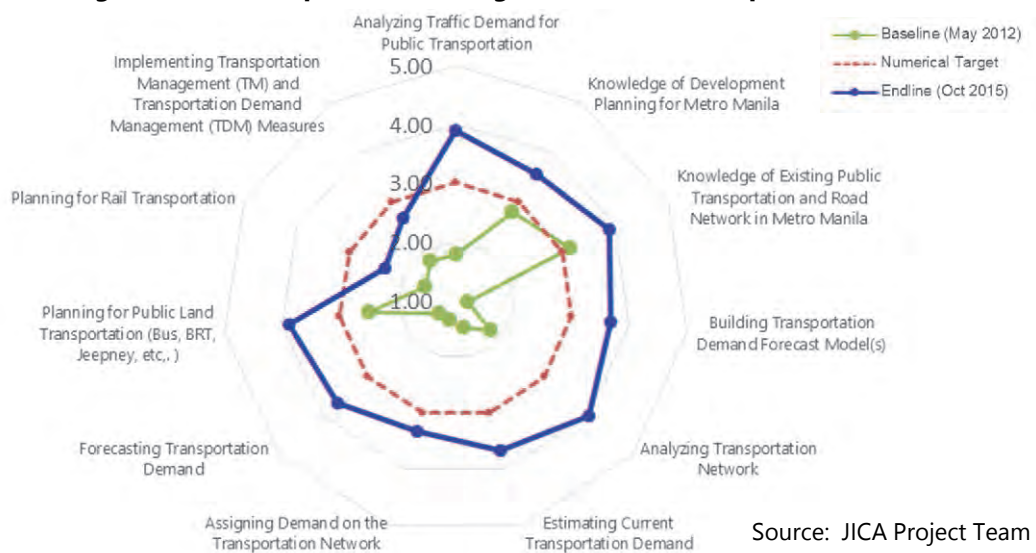 Analyzing Traffic Demand for
Public Transportation
Implementing Transportation
Management (TM) and
Transportation Demand
Management (TDM) Measures
5.00
4.00
3.00
2.00
1.00
Baseline (May 2012)
Numerical Target
Endline (Oct 2015)
Knowledge of Development
Planning for Metro Manila
Planning for Rail Transportation
Knowledge of Existing Public
Transportation and Road
Network in Metro Manila
Planning for Public Land
Transportation (Bus, BRT,
Jeepney, etc,. )
Building Transportation
Demand Forecast Model(s)
Forecasting Transportation
Demand
Analyzing Transportation
Network
Assigning Demand on the
Transportation Network
Estimating Current
Transportation Demand
Source: JICA Project Team